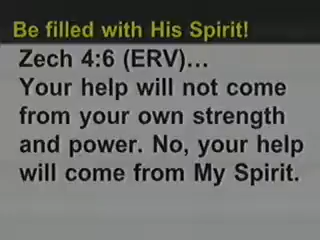 Be filled with His Spirit!
Zech 4:6 (ERV)...
Your help will not come
from your own strength
and power. No, your help
will come from My Spirit.